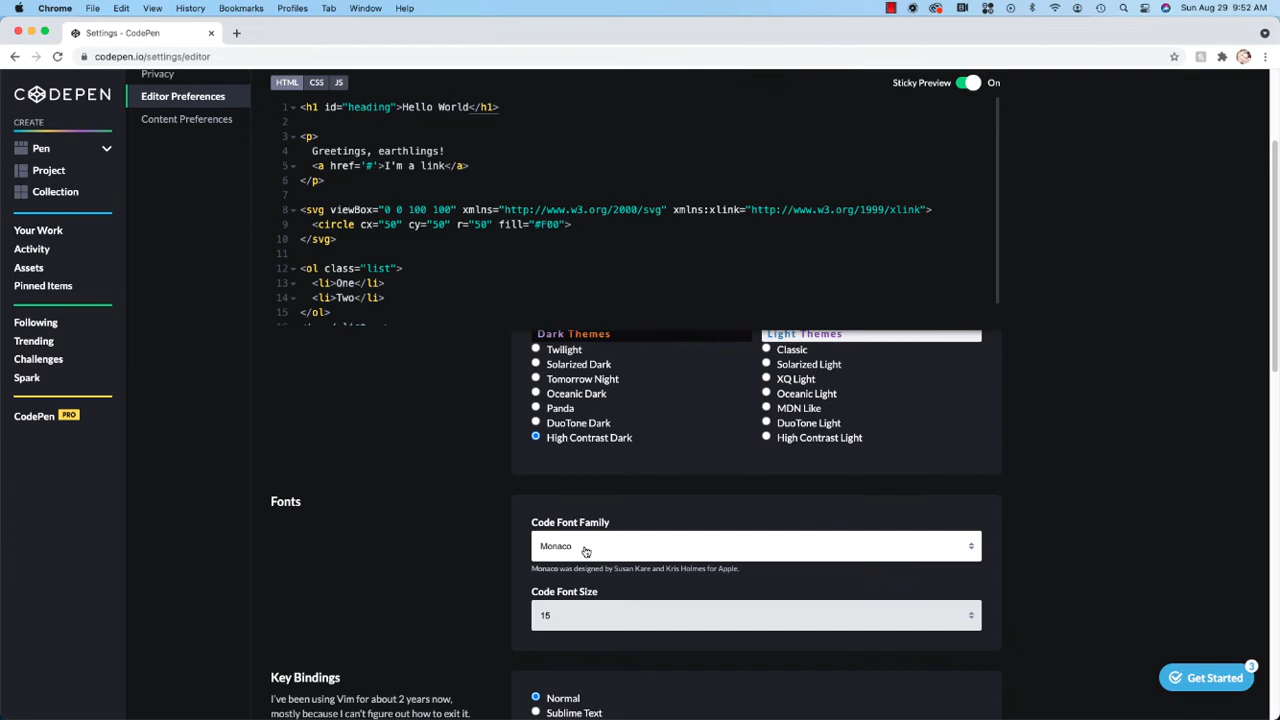 Chrome File Edit View History Bookmarks Profiles Tab Window Help Sun Aug 29 9:52 AM
Settings - CodePen
codepen.io/settings/editor
CODEPEN
CREATE
Pen
Project
Collection
Your Work
Activity
Assets
Pinned Items
Following
Trending
Challenges
Spark
CodePen PRO
Privacy
Editor Preferences
Content Preferences
HTML CSS JS
Sticky Preview On
1 <h1 id="heading">Hello World</h1>
2
3 <p>
4 Greetings, earthlings!
5 <a href='#'>I'm a link</a>
6 </p>
7
8 <svg viewBox="0 0 100 100" xmlns="http://www.w3.org/2000/svg" xmlns:xlink="http://www.w3.org/1999/xlink">
9 <circle cx="50" cy="50" r="50" fill="#F00">
10 </svg>
11
12 <ol class="list">
13 <li>One</li>
14 <li>Two</li>
15 </ol>
Dark Themes
Twilight
Solarized Dark
Tomorrow Night
Oceanic Dark
Panda
DuoTone Dark
High Contrast Dark
Light Themes
Classic
Solarized Light
XQ Light
Oceanic Light
MDN Like
DuoTone Light
High Contrast Light
Fonts
Code Font Family
Monaco
Monaco was designed by Susan Kare and Kris Holmes for Apple.
Code Font Size
15
Key Bindings
I've been using Vim for about 2 years now,
mostly because I can't figure out how to exit it.
Normal
Sublime Text
Get Started
3